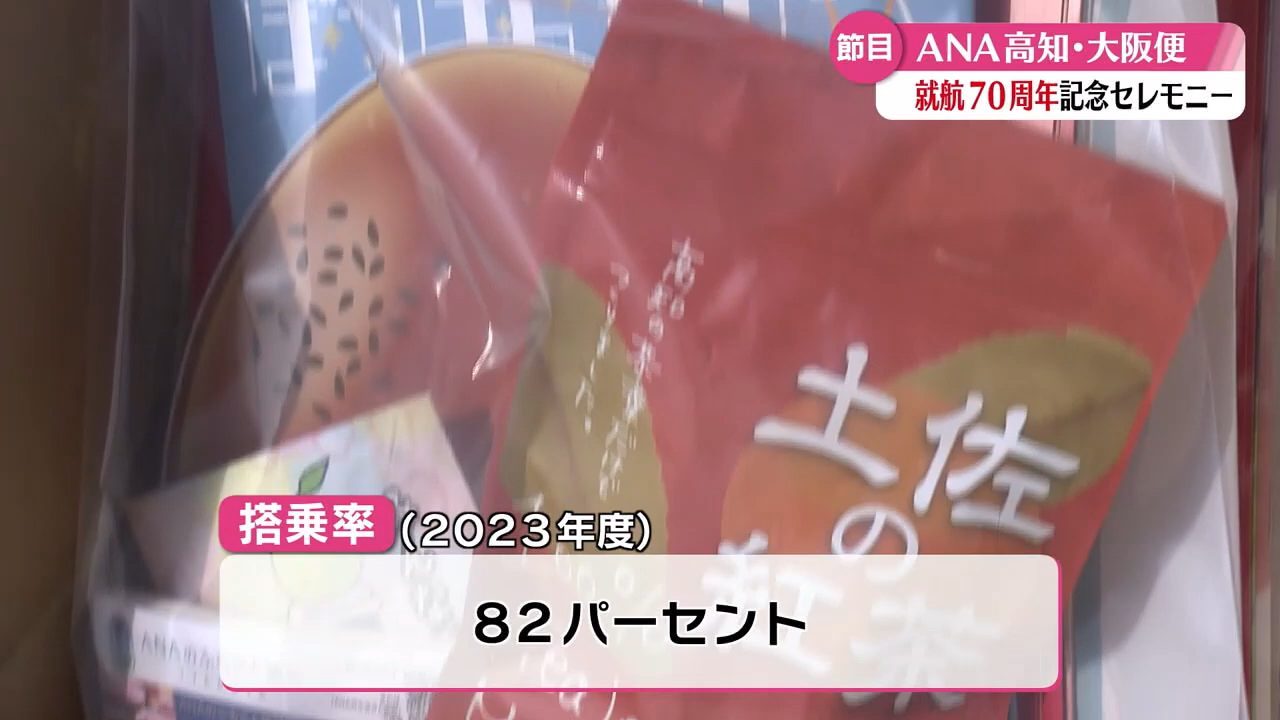 節目
ANA高知・大阪便
就航70周年記念セレモニー
土佐
の
紅茶
搭乗率
(2023年度)
82パーセント